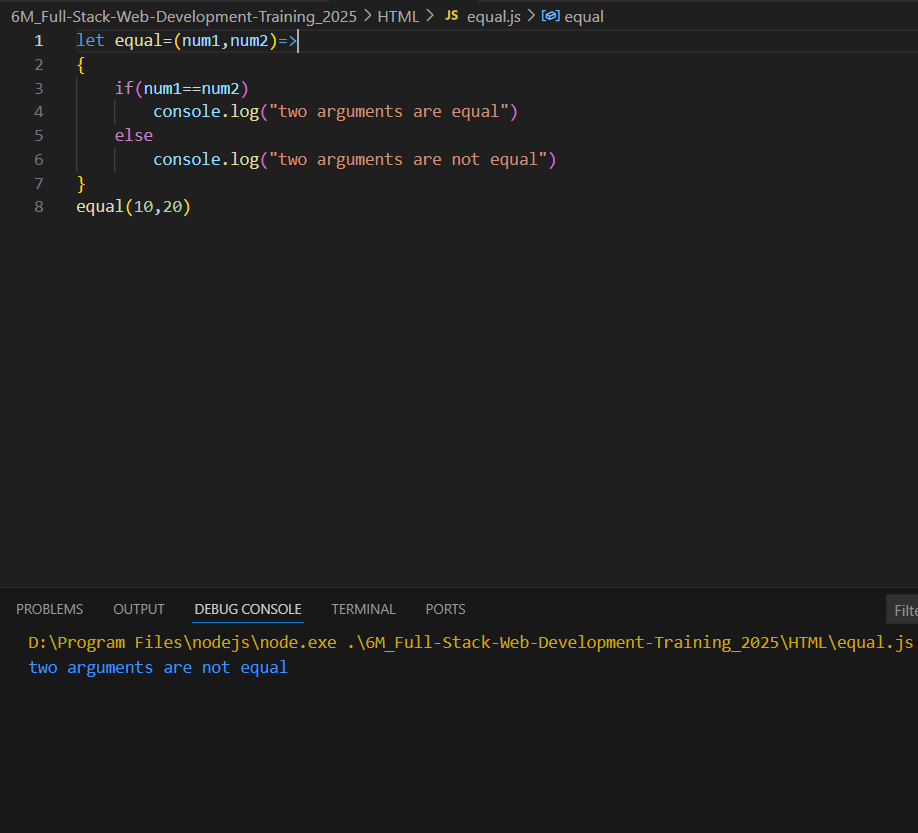 6M_Full-Stack-Web-Development-Training_2025 > HTML > JS equal.js > equal
1 let equal=(num1,num2)=>
2 {
3     if(num1==num2)
4         console.log("two arguments are equal")
5     else
6         console.log("two arguments are not equal")
7 }
8 equal(10,20)
PROBLEMS OUTPUT DEBUG CONSOLE TERMINAL PORTS
D:\Program Files\nodejs\node.exe .\6M_Full-Stack-Web-Development-Training_2025\HTML\equal.js
two arguments are not equal